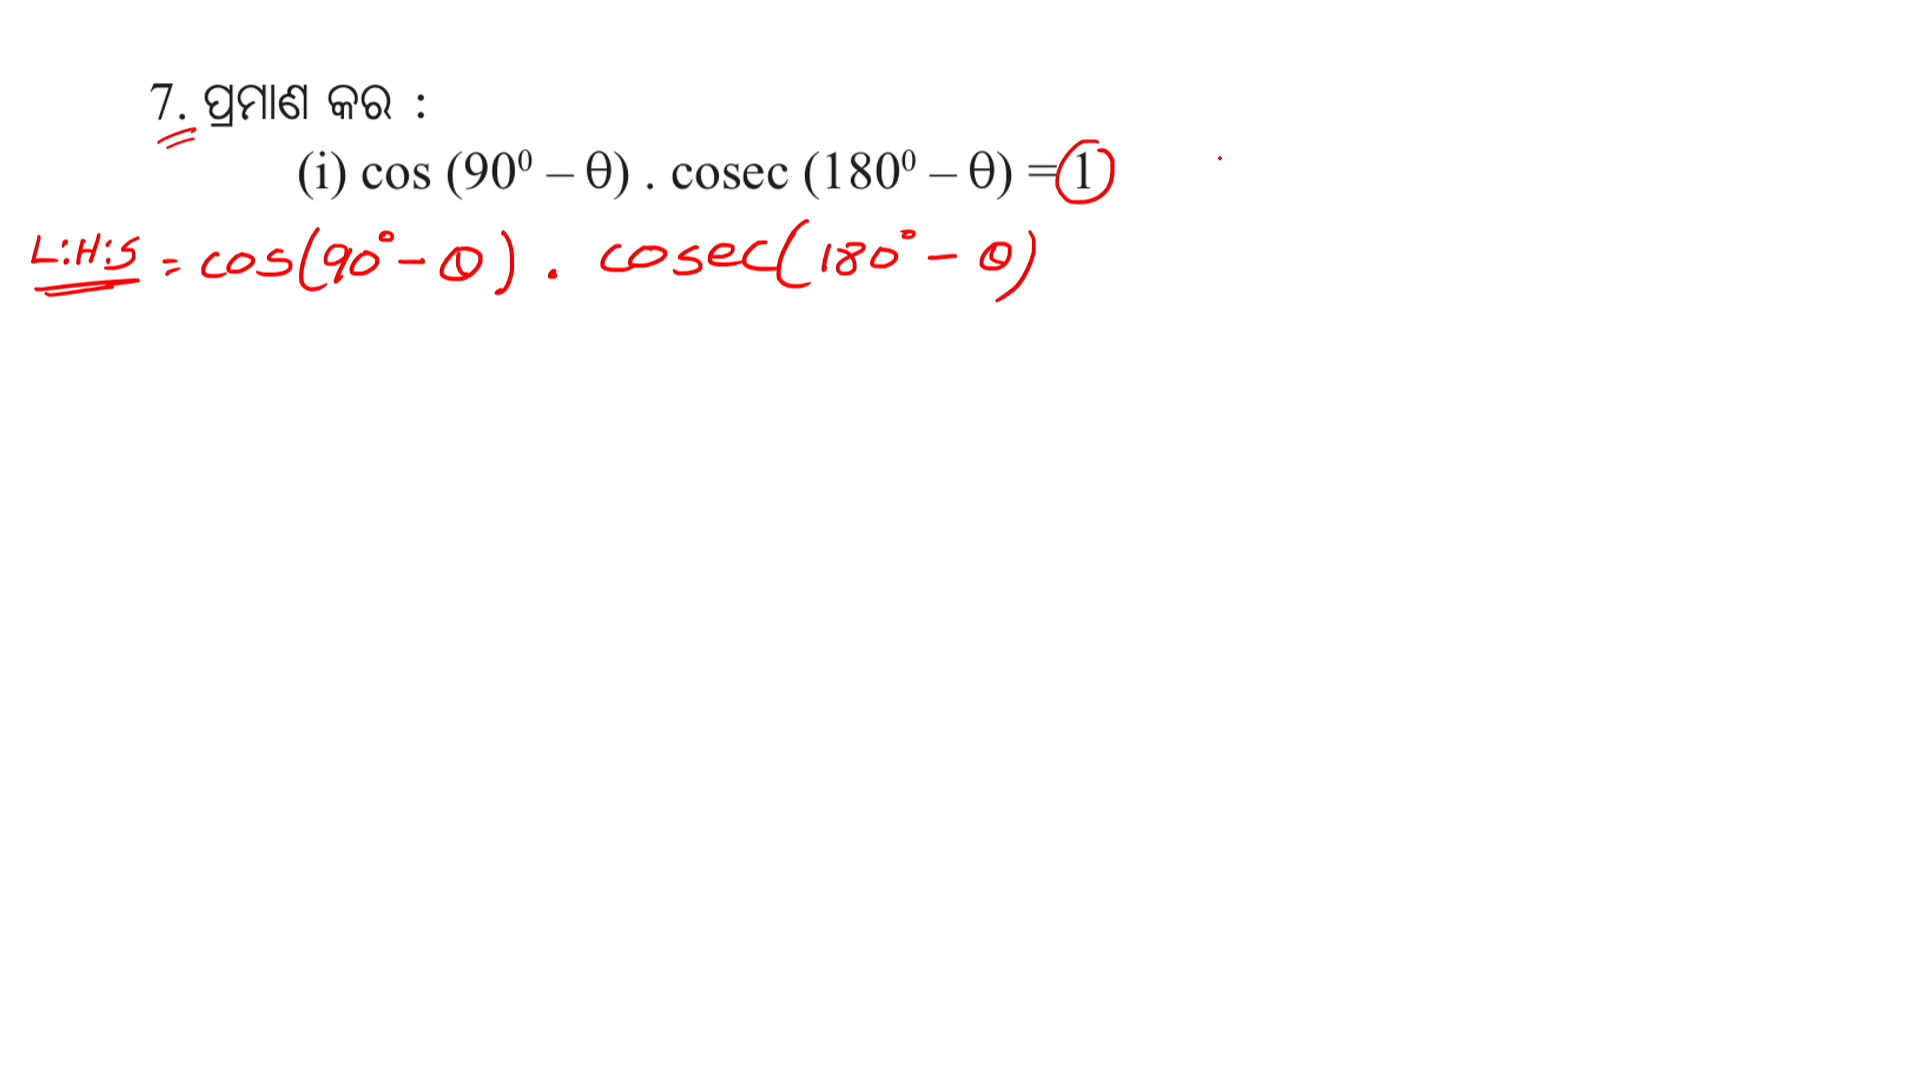 7. ପ୍ରମାଣ କର :
(i) cos (90⁰ – θ) . cosec (180⁰ – θ) = 1
L.H.S = cos(90° – θ) . cosec(180° – θ)